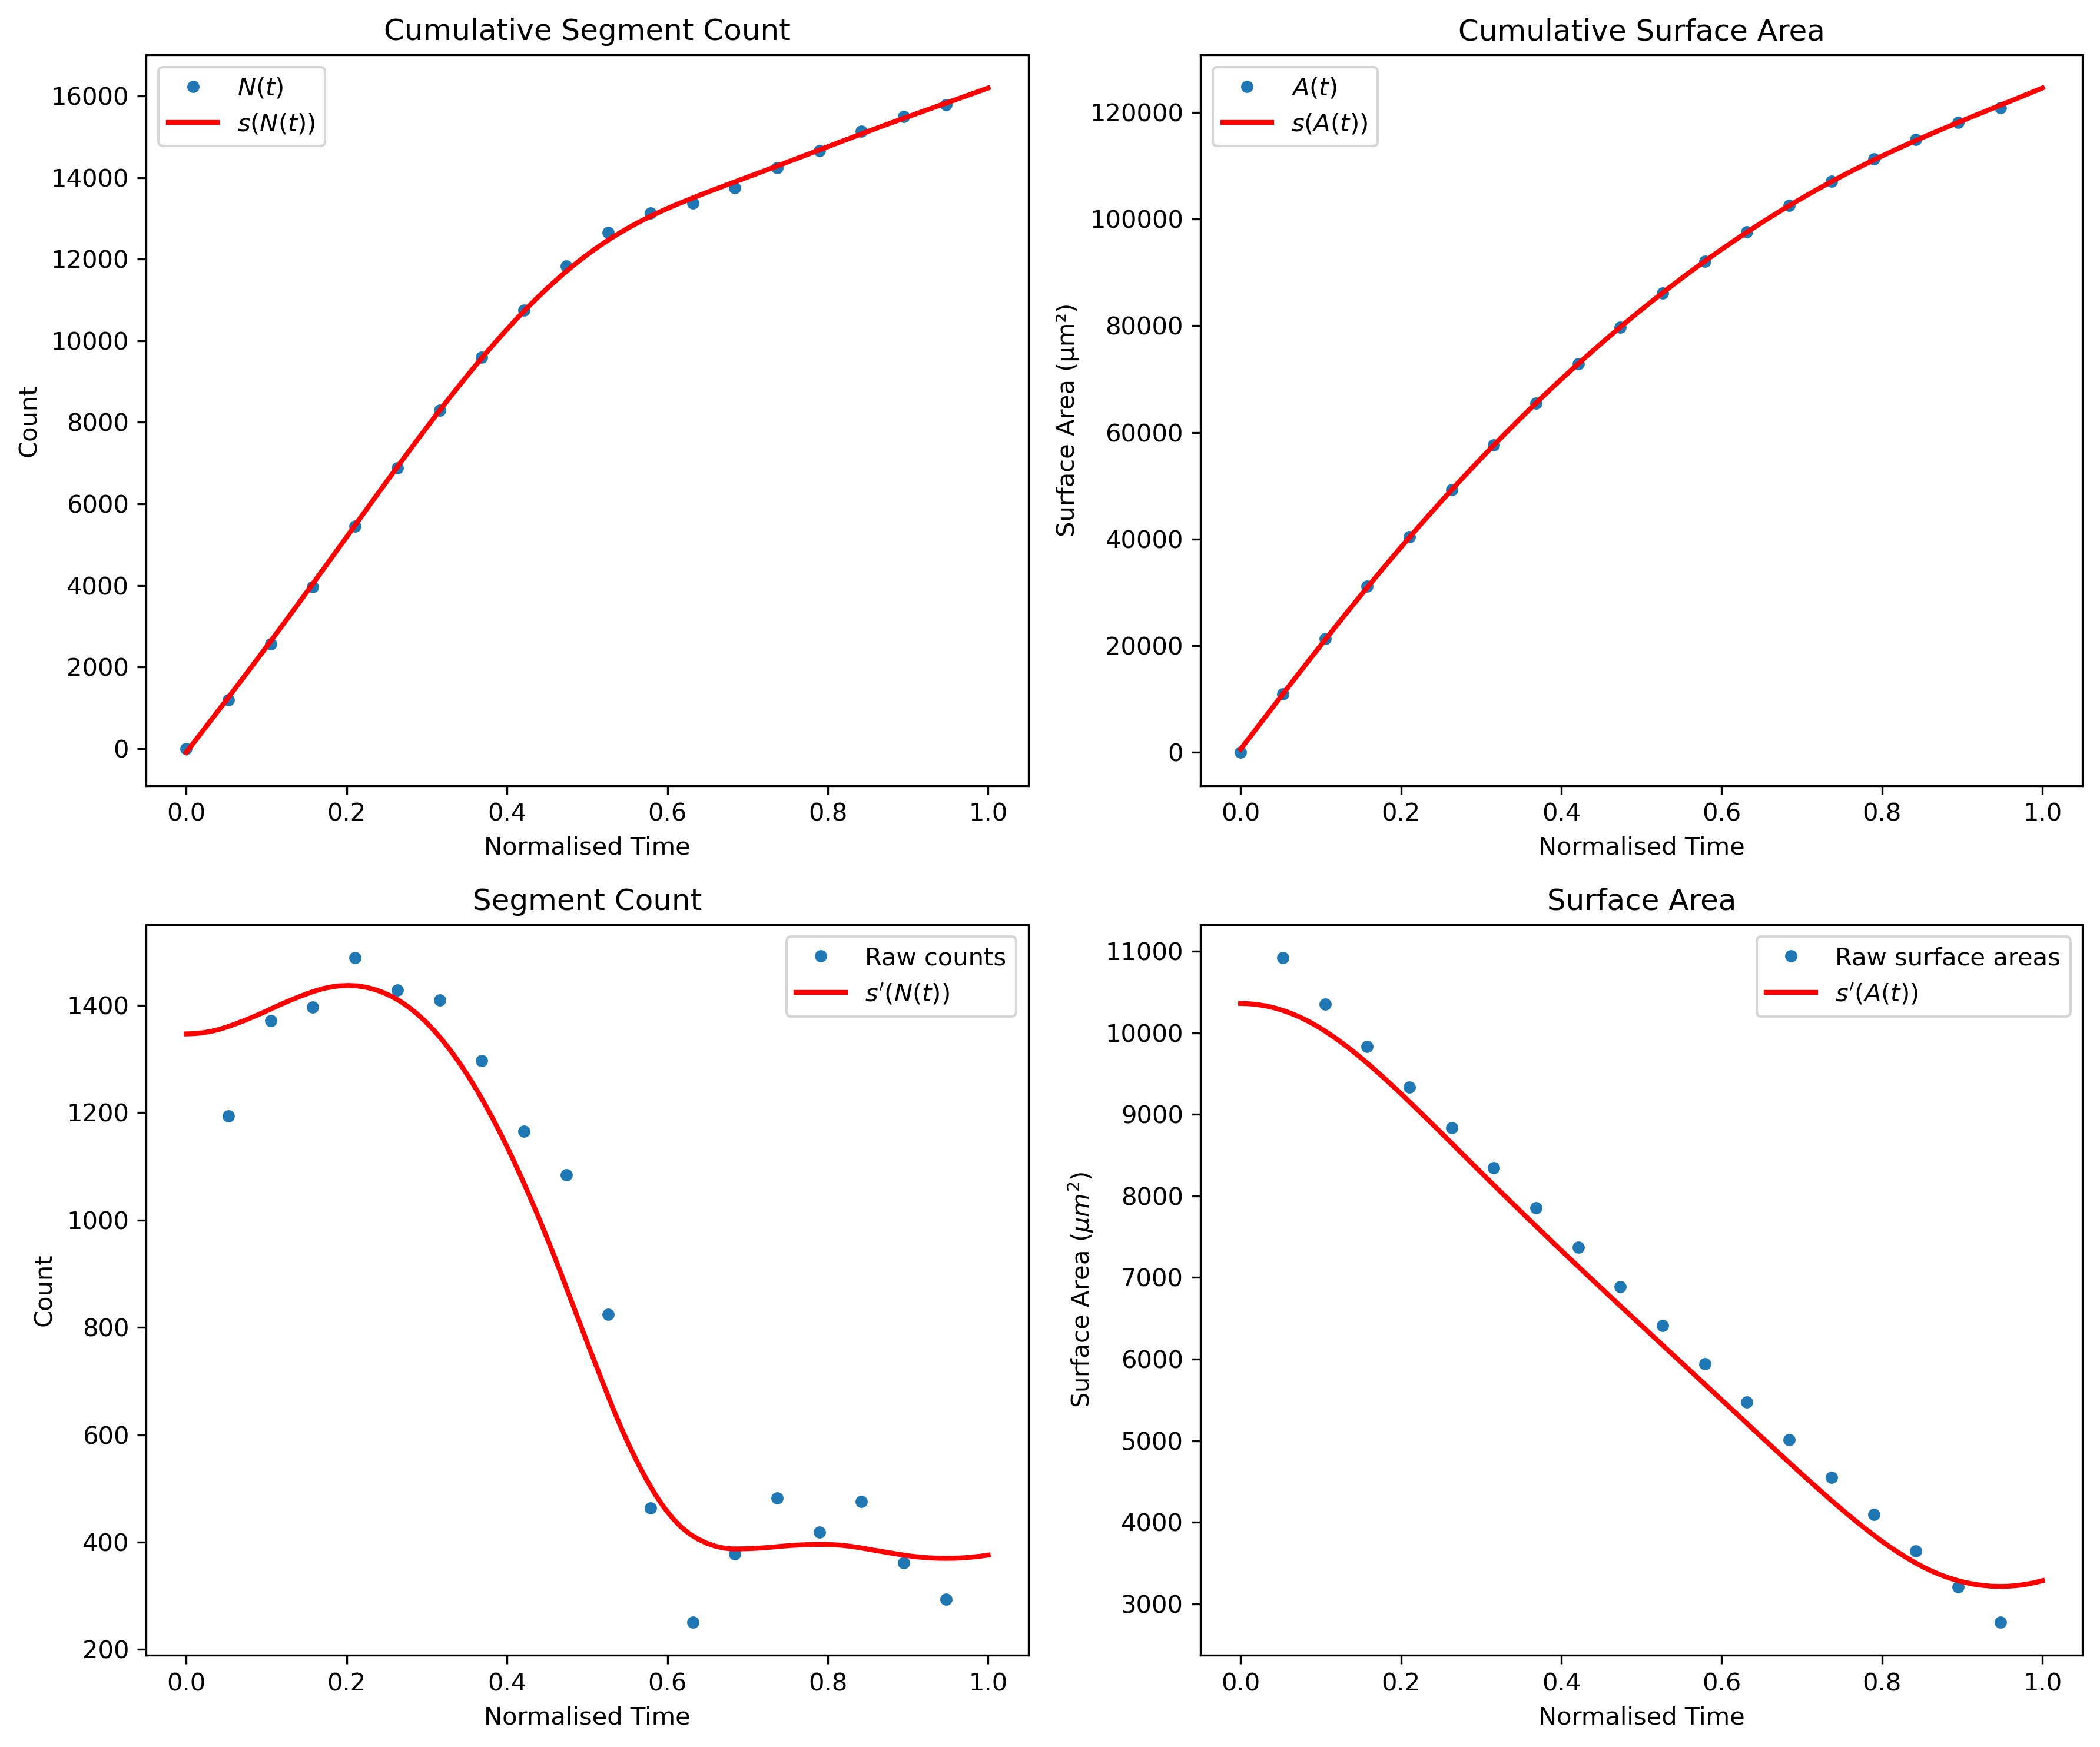 Cumulative Segment Count
N(t)
s(N(t))
16000
14000
12000
10000
8000
6000
4000
2000
0
Count
0.0 0.2 0.4 0.6 0.8 1.0
Normalised Time
Cumulative Surface Area
A(t)
s(A(t))
120000
100000
80000
60000
40000
20000
0
Surface Area (µm²)
0.0 0.2 0.4 0.6 0.8 1.0
Normalised Time
Segment Count
Raw counts
s′(N(t))
1400
1200
1000
800
600
400
200
Count
0.0 0.2 0.4 0.6 0.8 1.0
Normalised Time
Surface Area
Raw surface areas
s′(A(t))
11000
10000
9000
8000
7000
6000
5000
4000
3000
Surface Area (µm²)
0.0 0.2 0.4 0.6 0.8 1.0
Normalised Time